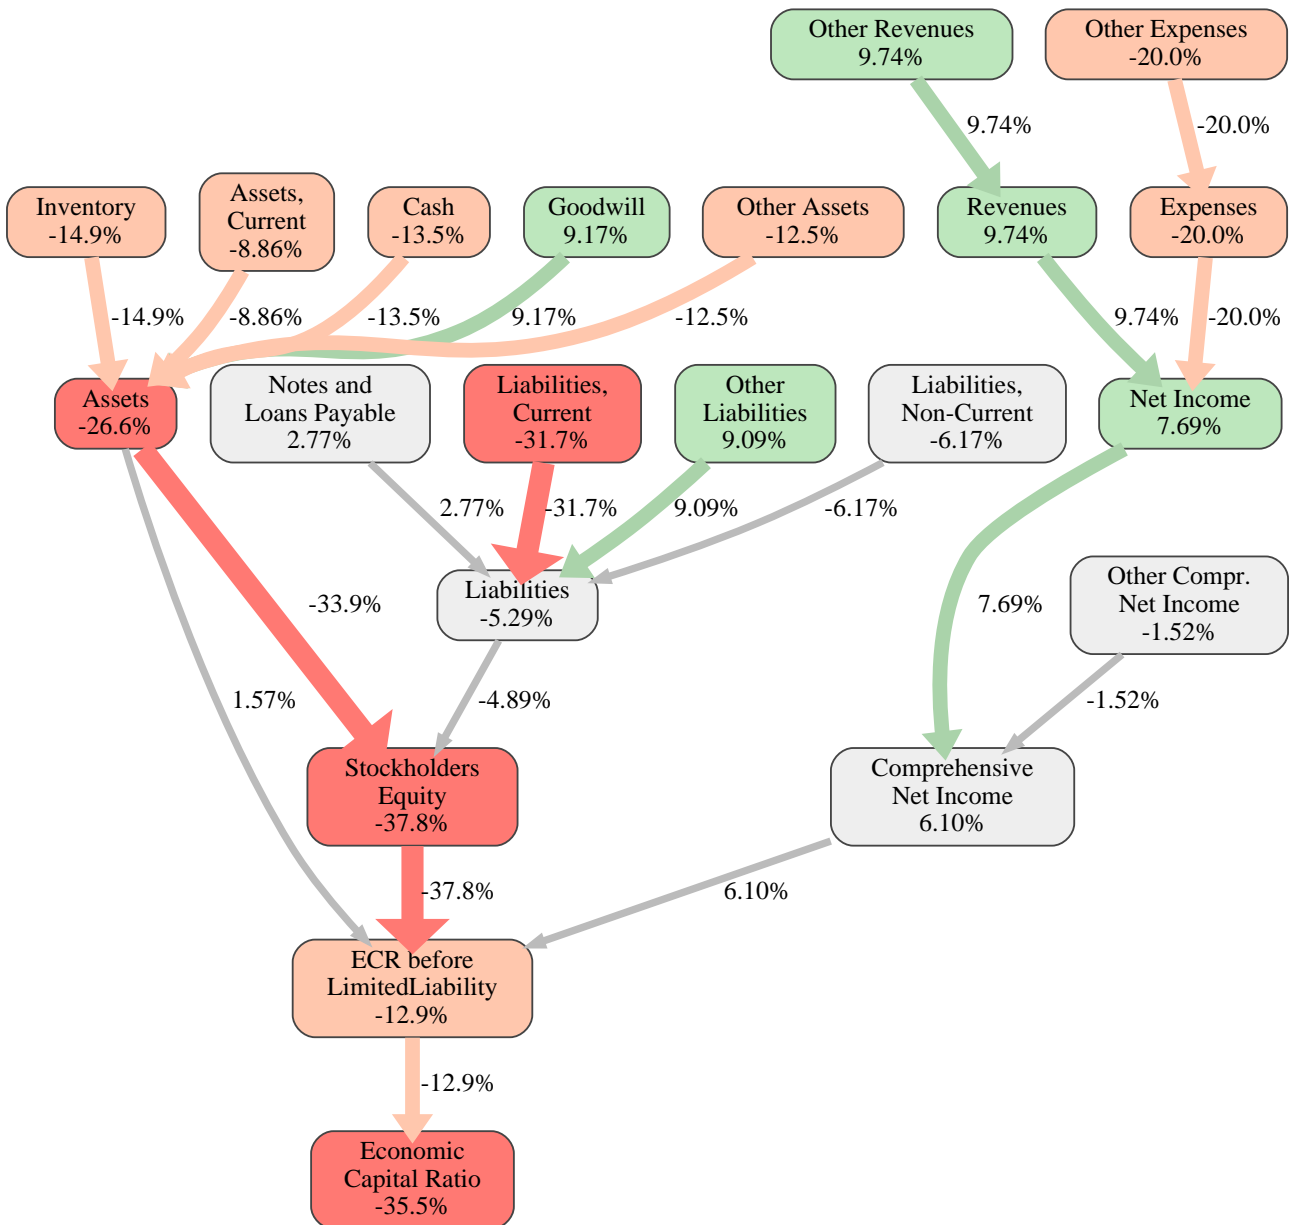 Other Revenues
9.74%
Other Expenses
-20.0%
9.74%
-20.0%
Inventory
-14.9%
Assets,
Current
-8.86%
Cash
-13.5%
Goodwill
9.17%
Other Assets
-12.5%
Revenues
9.74%
Expenses
-20.0%
-14.9%
-8.86%
-13.5%
9.17%
-12.5%
9.74%
-20.0%
Assets
-26.6%
Notes and
Loans Payable
2.77%
Liabilities,
Current
-31.7%
Other
Liabilities
9.09%
Liabilities,
Non-Current
-6.17%
Net Income
7.69%
2.77%
-31.7%
9.09%
-6.17%
Liabilities
-5.29%
-33.9%
7.69%
Other Compr.
Net Income
-1.52%
1.57%
-4.89%
-1.52%
Stockholders
Equity
-37.8%
Comprehensive
Net Income
6.10%
-37.8%
6.10%
ECR before
LimitedLiability
-12.9%
-12.9%
Economic
Capital Ratio
-35.5%